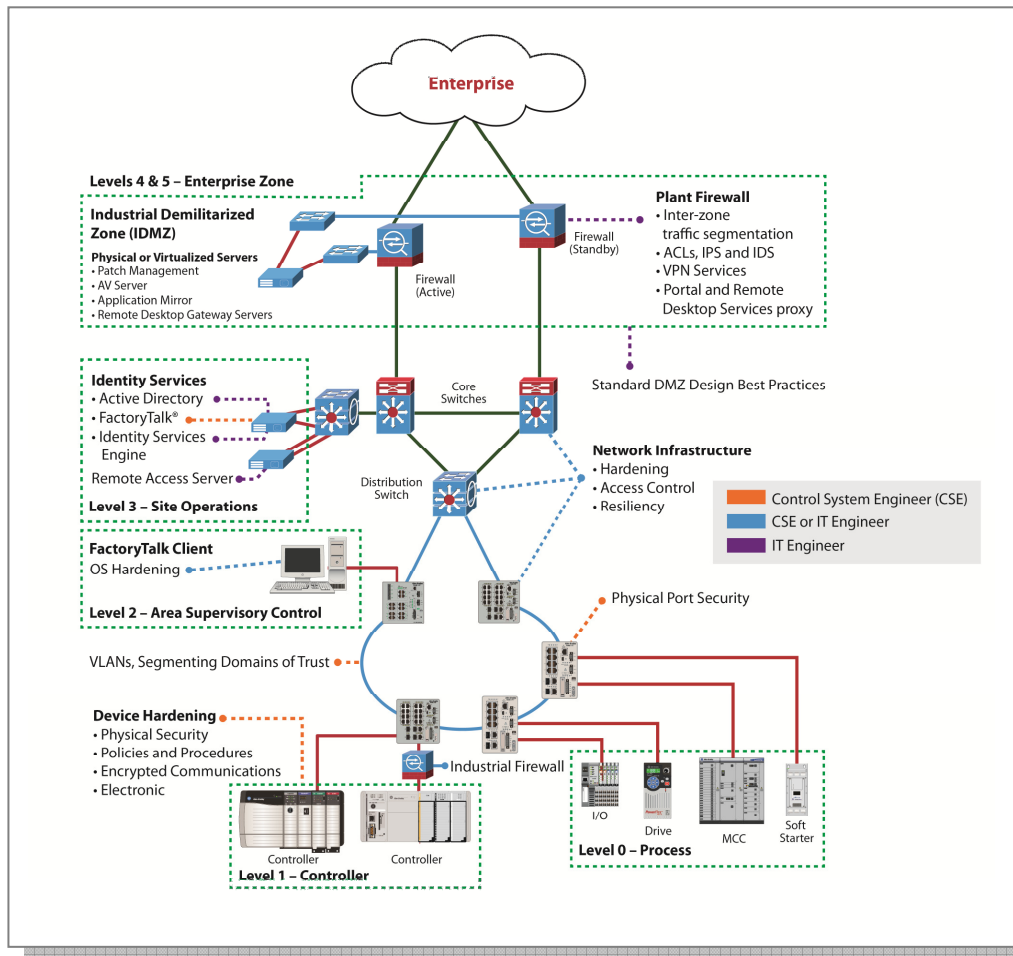 Enterprise
Levels 4 & 5 – Enterprise Zone
Industrial Demilitarized
Zone (IDMZ)
Physical or Virtualized Servers
• Patch Management
• AV Server
• Application Mirror
• Remote Desktop Gateway Servers
Firewall
(Active)
Firewall
(Standby)
Plant Firewall
• Inter-zone
traffic segmentation
• ACLs, IPS and IDS
• VPN Services
• Portal and Remote
Desktop Services proxy
Standard DMZ Design Best Practices
Identity Services
• Active Directory
• FactoryTalk®
• Identity Services
Engine
Remote Access Server
Level 3 – Site Operations
Core
Switches
Distribution
Switch
Network Infrastructure
• Hardening
• Access Control
• Resiliency
Control System Engineer (CSE)
CSE or IT Engineer
IT Engineer
FactoryTalk Client
OS Hardening
Level 2 – Area Supervisory Control
Physical Port Security
VLANs, Segmenting Domains of Trust
Device Hardening
• Physical Security
• Policies and Procedures
• Encrypted Communications
• Electronic
Industrial Firewall
Controller
Controller
Level 1 – Controller
I/O
Drive
MCC
Soft
Starter
Level 0 – Process